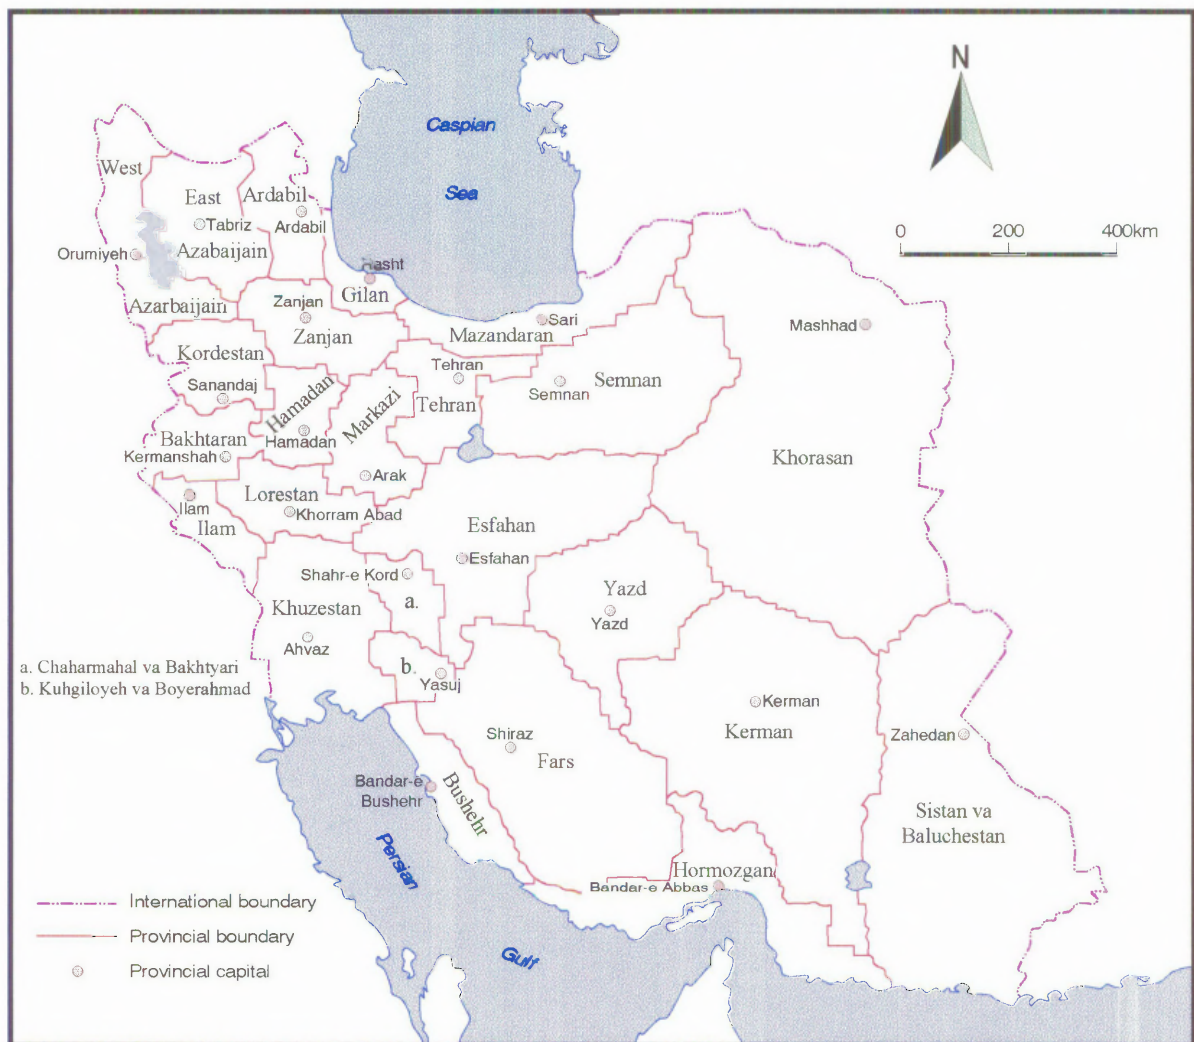 N
Caspian
Sea
0 200 400km
West
East
Azabaijain
Tabriz
Ardabil
Ardabil
Orumiyeh
Azarbaijain
Gilan
Zanjan
Zanjan
Sari
Mazandaran
Mashhad
Kordestan
Sanandaj
Tehran
Tehran
Semnan
Semnan
Hamadan
Hamadan
Markazi
Arak
Bakhtaran
Kermanshah
Khorasan
Lorestan
Khorram Abad
Ilam
Ilam
Esfahan
Esfahan
Shahr-e Kord
a.
Khuzestan
Ahvaz
Yazd
Yazd
b.
Yasuj
a. Chaharmahal va Bakhtyari
b. Kuhgiloyeh va Boyerahmad
Kerman
Kerman
Shiraz
Fars
Zahedan
Bandar-e
Bushehr
Bushehr
Sistan va
Baluchestan
Persian
Gulf
Hormozgan
Bandar-e Abbas
International boundary
Provincial boundary
Provincial capital